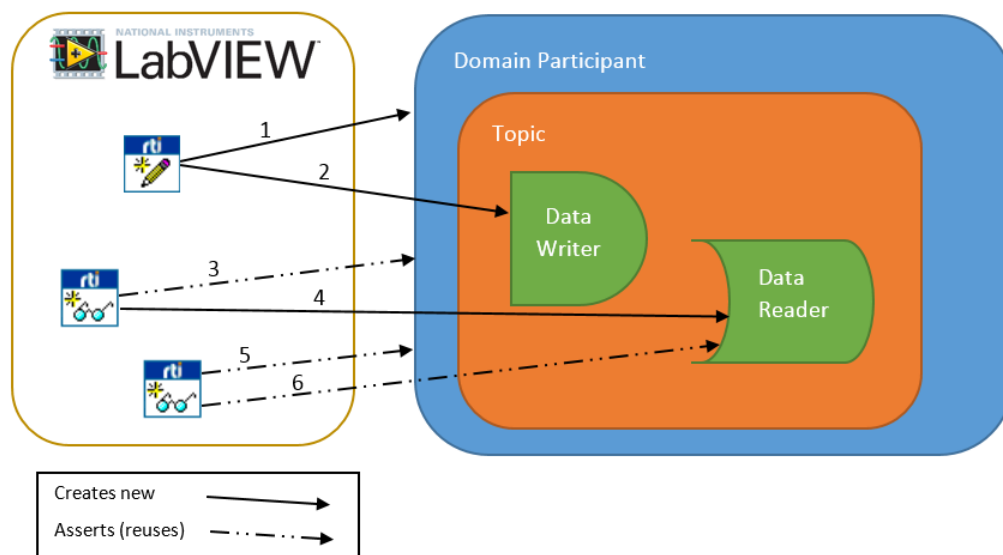 NATIONAL INSTRUMENTS
LabVIEW™
Domain Participant
Topic
rti
1
2
Data
Writer
rti
3
4
Data
Reader
rti
5
6
Creates new
Asserts (reuses)